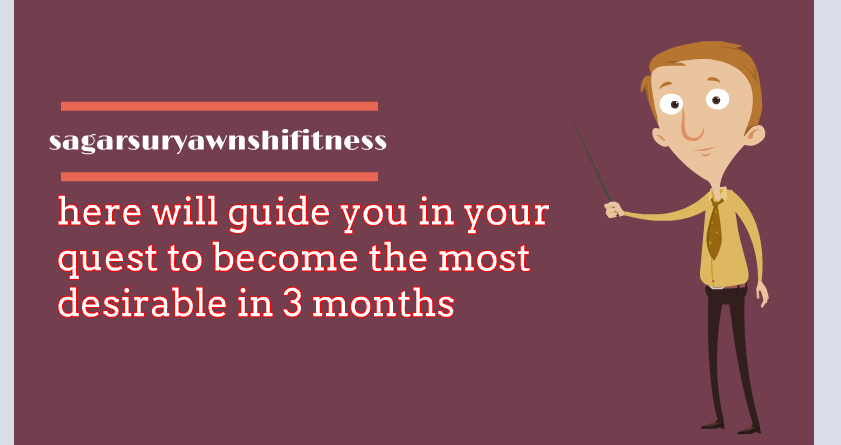 sagarsuryawnshifitness
here will guide you in your
quest to become the most
desirable in 3 months